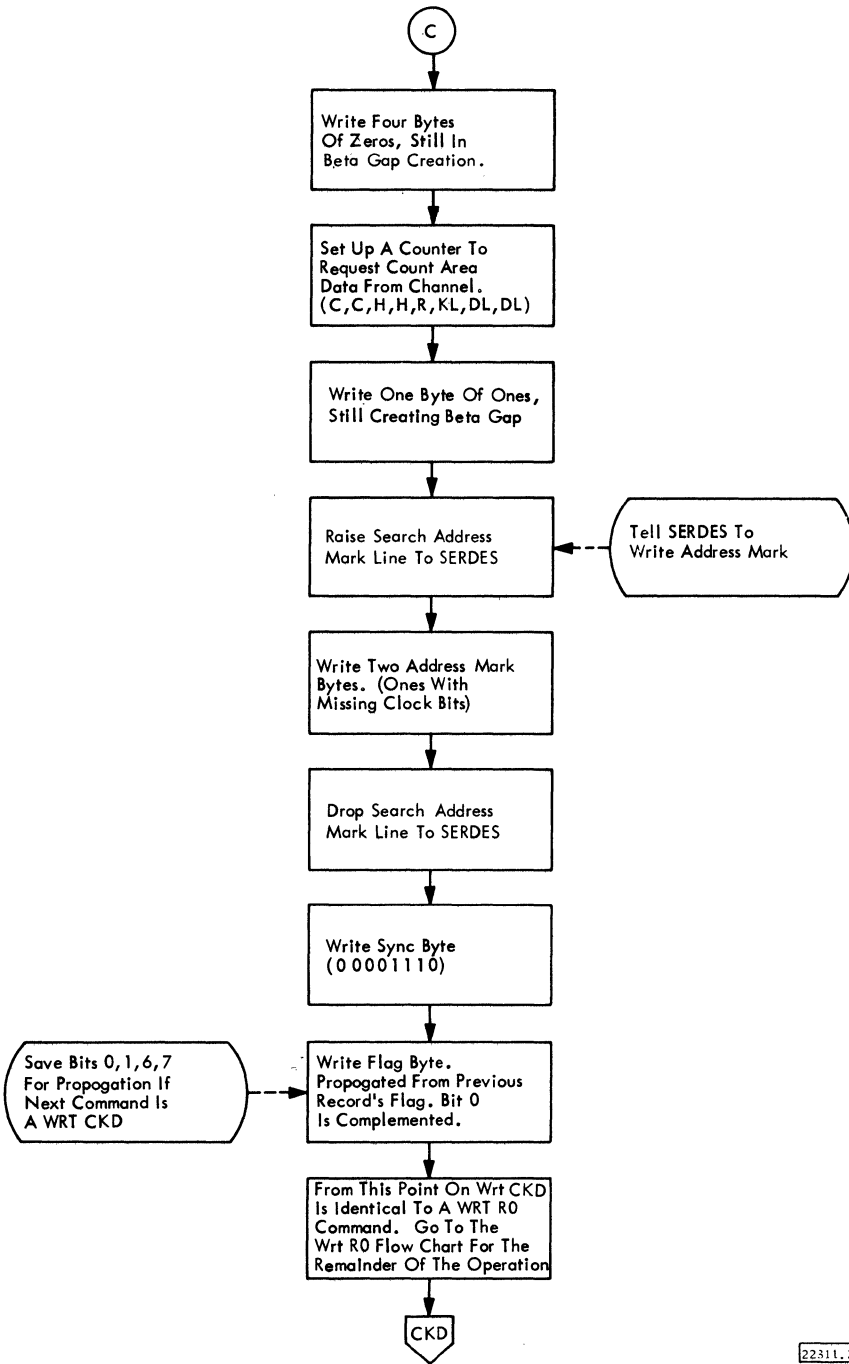 C
Write Four Bytes
Of Zeros, Still In
Beta Gap Creation.
Set Up A Counter To
Request Count Area
Data From Channel.
(C,C,H,H,R,KL,DL,DL)
Write One Byte Of Ones,
Still Creating Beta Gap
Raise Search Address
Mark Line To SERDES
Tell SERDES To
Write Address Mark
Write Two Address Mark
Bytes. (Ones With
Missing Clock Bits)
Drop Search Address
Mark Line To SERDES
Write Sync Byte
(0 0001110)
Save Bits 0,1,6,7
For Propogation If
Next Command Is
A WRT CKD
Write Flag Byte.
Propogated From Previous
Record's Flag. Bit 0
Is Complemented.
From This Point On Wrt CKD
Is Identical To A WRT R0
Command. Go To The
Wrt R0 Flow Chart For The
Remainder Of The Operation
CKD
22311.